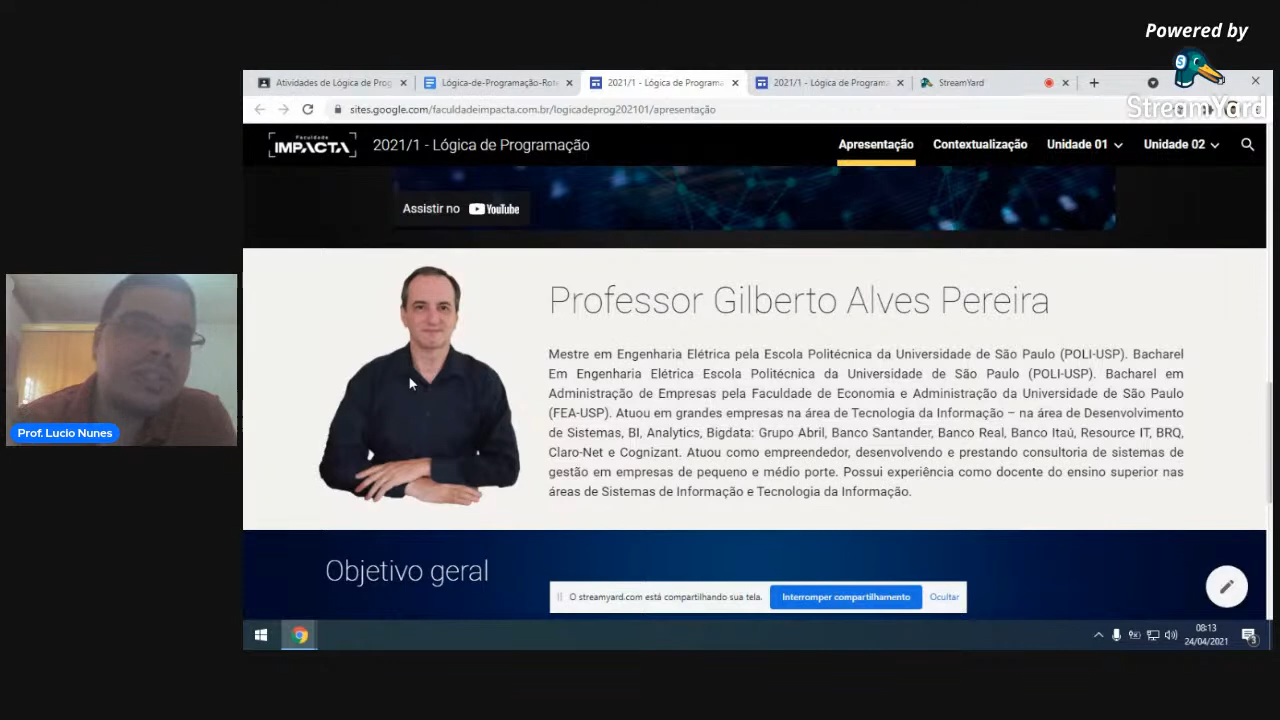 Powered by
StreamYard
Atividades de Lógica de Prog
Lógica-de-Programação-Rote
2021/1 - Lógica de Programa
2021/1 - Lógica de Programa
StreamYard
sites.google.com/faculdadeimpacta.com.br/logicadeprog202101/apresentação
Faculdade
IMPACTA
2021/1 - Lógica de Programação
Apresentação
Contextualização
Unidade 01
Unidade 02
Assistir no YouTube
Professor Gilberto Alves Pereira
Mestre em Engenharia Elétrica pela Escola Politécnica da Universidade de São Paulo (POLI-USP). Bacharel
Em Engenharia Elétrica Escola Politécnica da Universidade de São Paulo (POLI-USP). Bacharel em
Administração de Empresas pela Faculdade de Economia e Administração da Universidade de São Paulo
(FEA-USP). Atuou em grandes empresas na área de Tecnologia da Informação – na área de Desenvolvimento
de Sistemas, BI, Analytics, Bigdata: Grupo Abril, Banco Santander, Banco Real, Banco Itaú, Resource IT, BRQ,
Claro-Net e Cognizant. Atuou como empreendedor, desenvolvendo e prestando consultoria de sistemas de
gestão em empresas de pequeno e médio porte. Possui experiência como docente do ensino superior nas
áreas de Sistemas de Informação e Tecnologia da Informação.
Prof. Lucio Nunes
Objetivo geral
O streamyard.com está compartilhando sua tela.
Interromper compartilhamento
Ocultar
08:13
24/04/2021
3